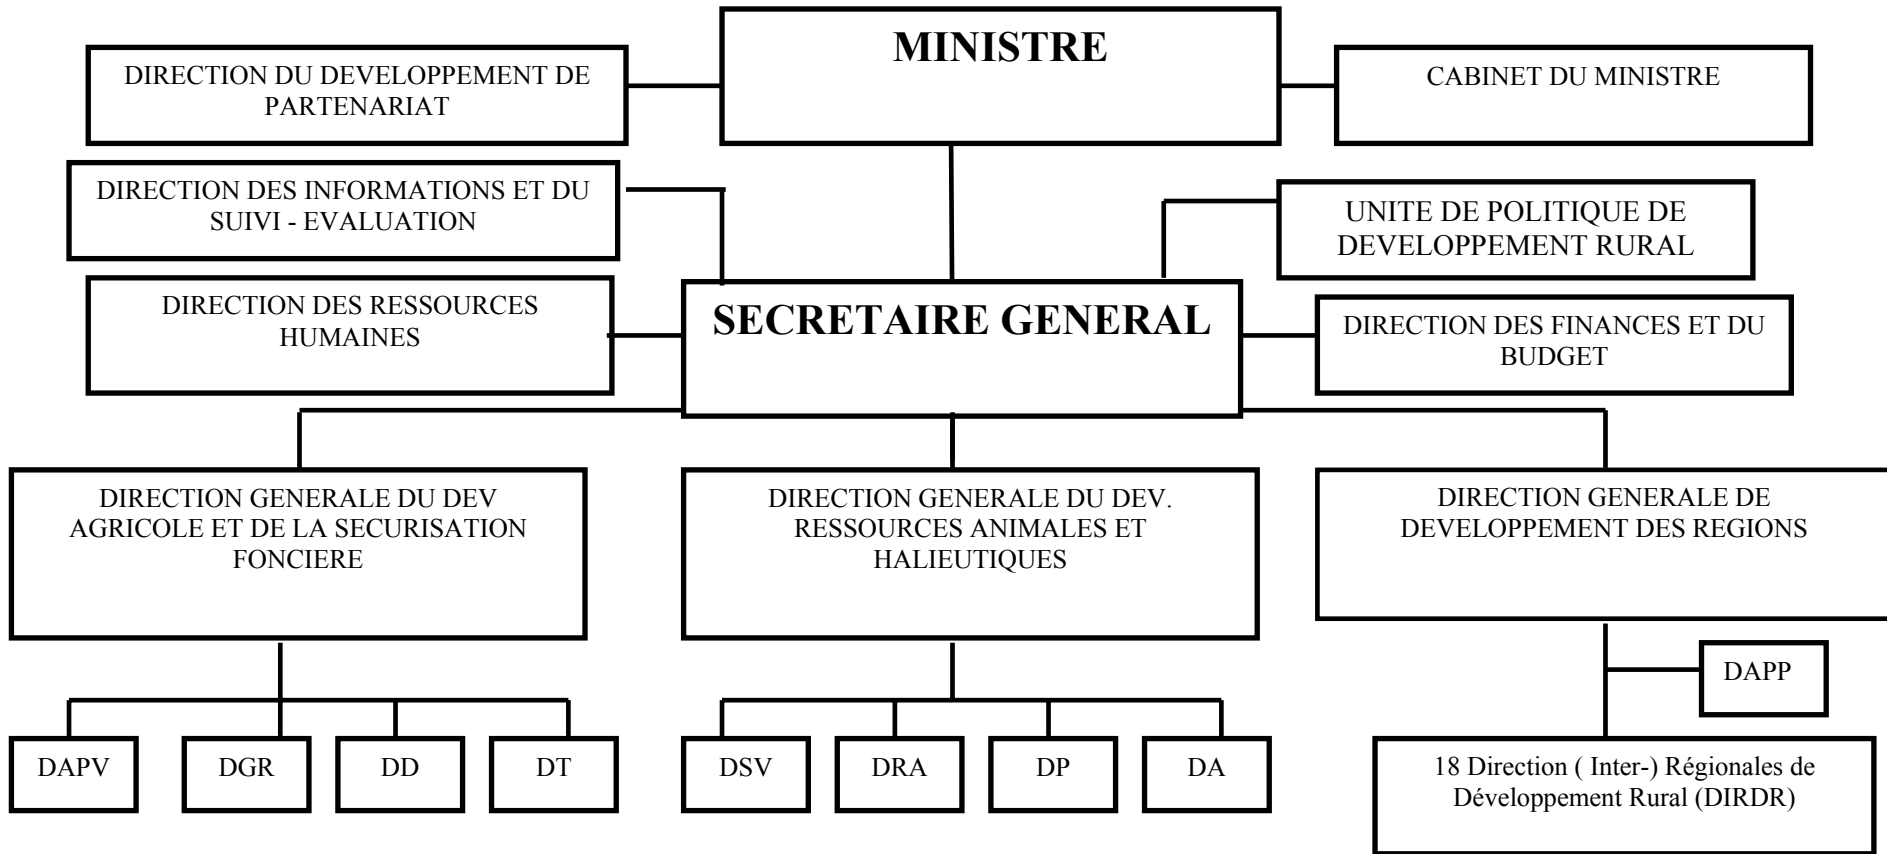 MINISTRE
DIRECTION DU DEVELOPPEMENT DE
PARTENARIAT
CABINET DU MINISTRE
DIRECTION DES INFORMATIONS ET DU
SUIVI - EVALUATION
UNITE DE POLITIQUE DE
DEVELOPPEMENT RURAL
DIRECTION DES RESSOURCES
HUMAINES
SECRETAIRE GENERAL
DIRECTION DES FINANCES ET DU
BUDGET
DIRECTION GENERALE DU DEV
AGRICOLE ET DE LA SECURISATION
FONCIERE
DIRECTION GENERALE DU DEV.
RESSOURCES ANIMALES ET
HALIEUTIQUES
DIRECTION GENERALE DE
DEVELOPPEMENT DES REGIONS
DAPP
DAPV
DGR
DD
DT
DSV
DRA
DP
DA
18 Direction ( Inter-) Régionales de
Développement Rural (DIRDR)